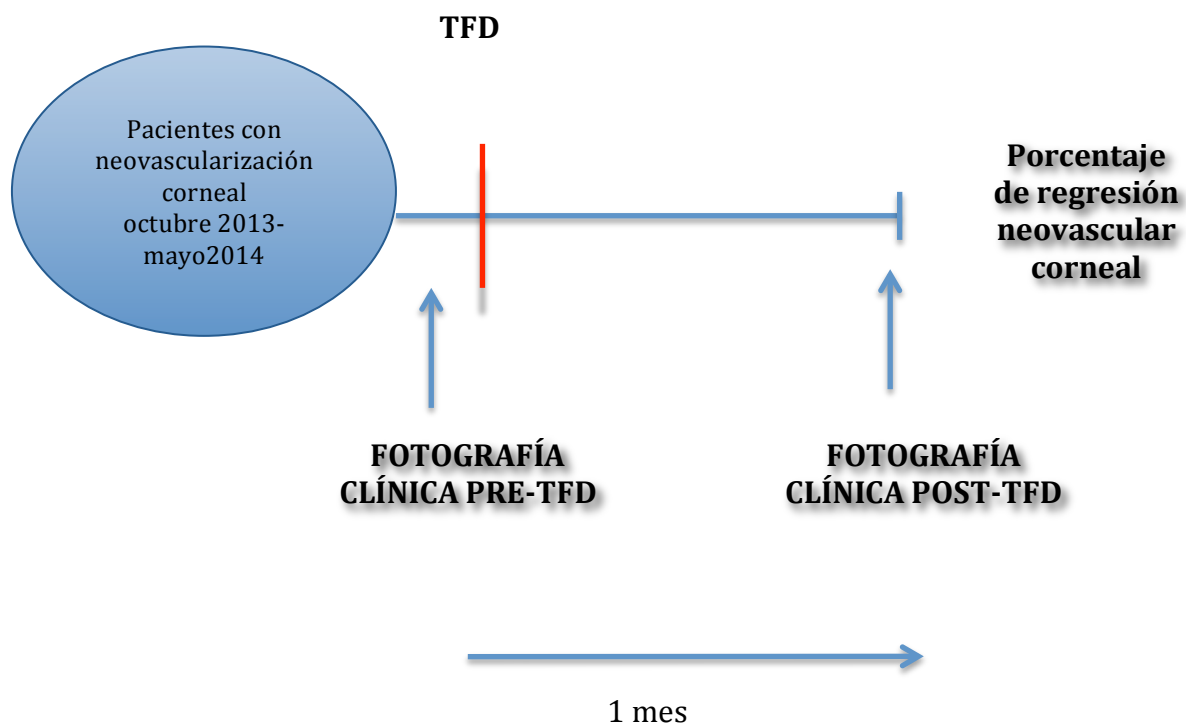 TFD
Pacientes con
neovascularización
corneal
octubre 2013-
mayo2014
Porcentaje
de regresión
neovascular
corneal
FOTOGRAFÍA
CLÍNICA PRE-TFD
FOTOGRAFÍA
CLÍNICA POST-TFD
1 mes